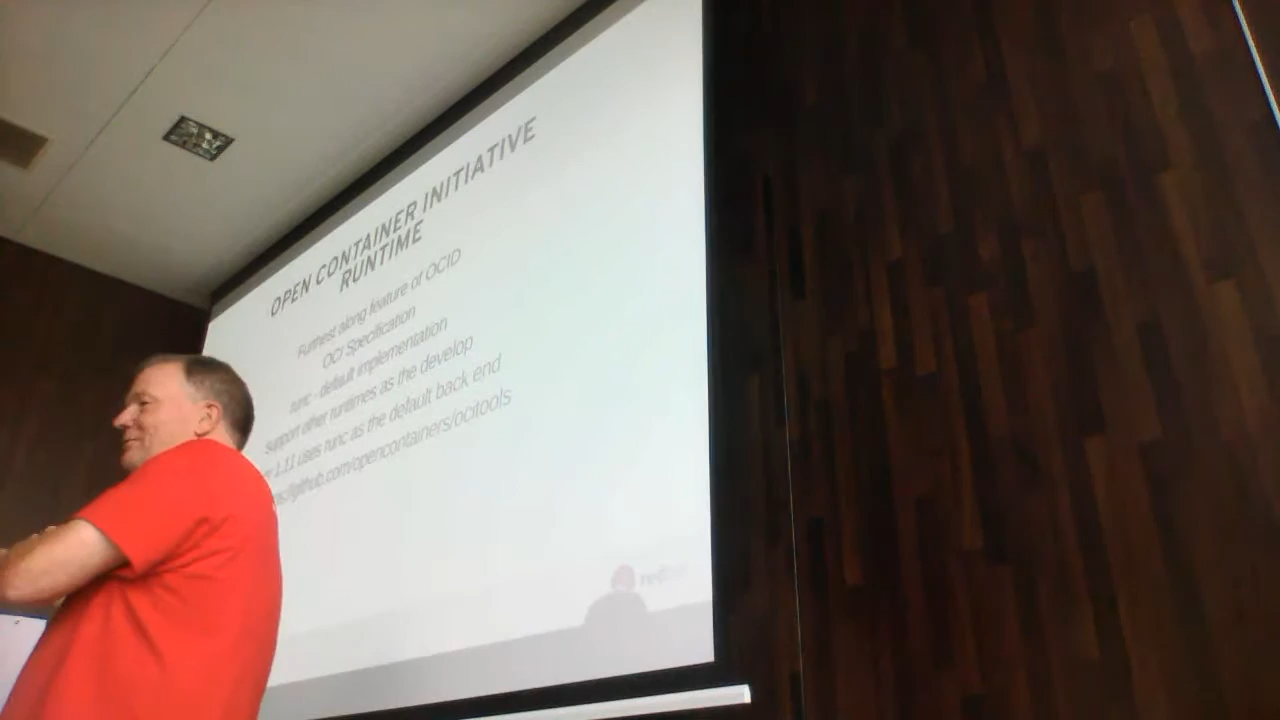 OPEN CONTAINER INITIATIVE
RUNTIME
Furthest along feature of OCID
OCI Specification
runc - default implementation
support other runtimes as the develop
1.11 uses runc as the default back end
github.com/opencontainers/ocitools
red